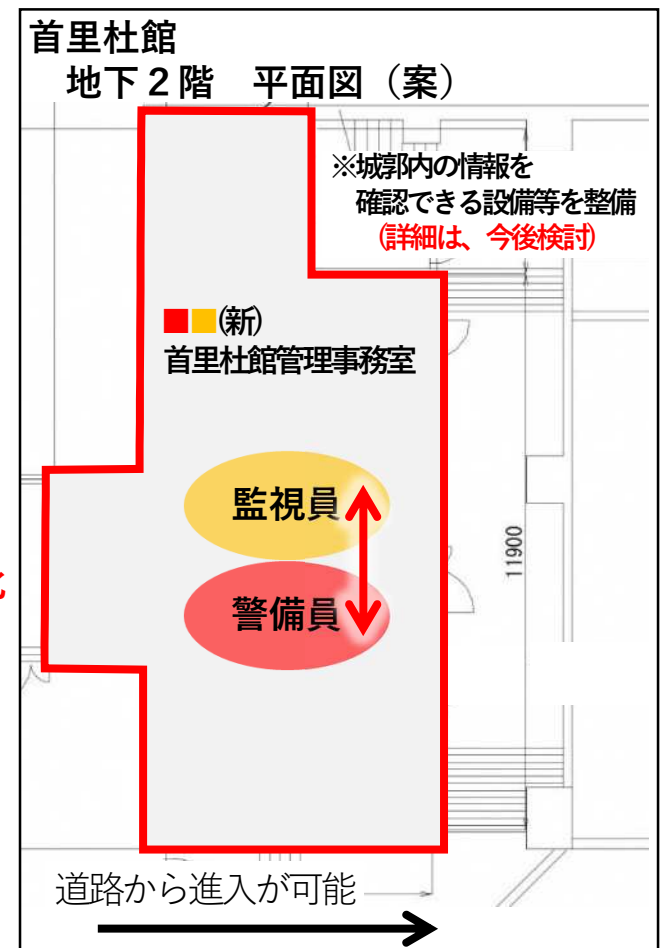 首里杜館
地下２階　平面図（案）
※城郭内の情報を
確認できる設備等を整備
(詳細は、今後検討)
■■(新)
首里杜館管理事務室
監視員
警備員
11900
道路から進入が可能